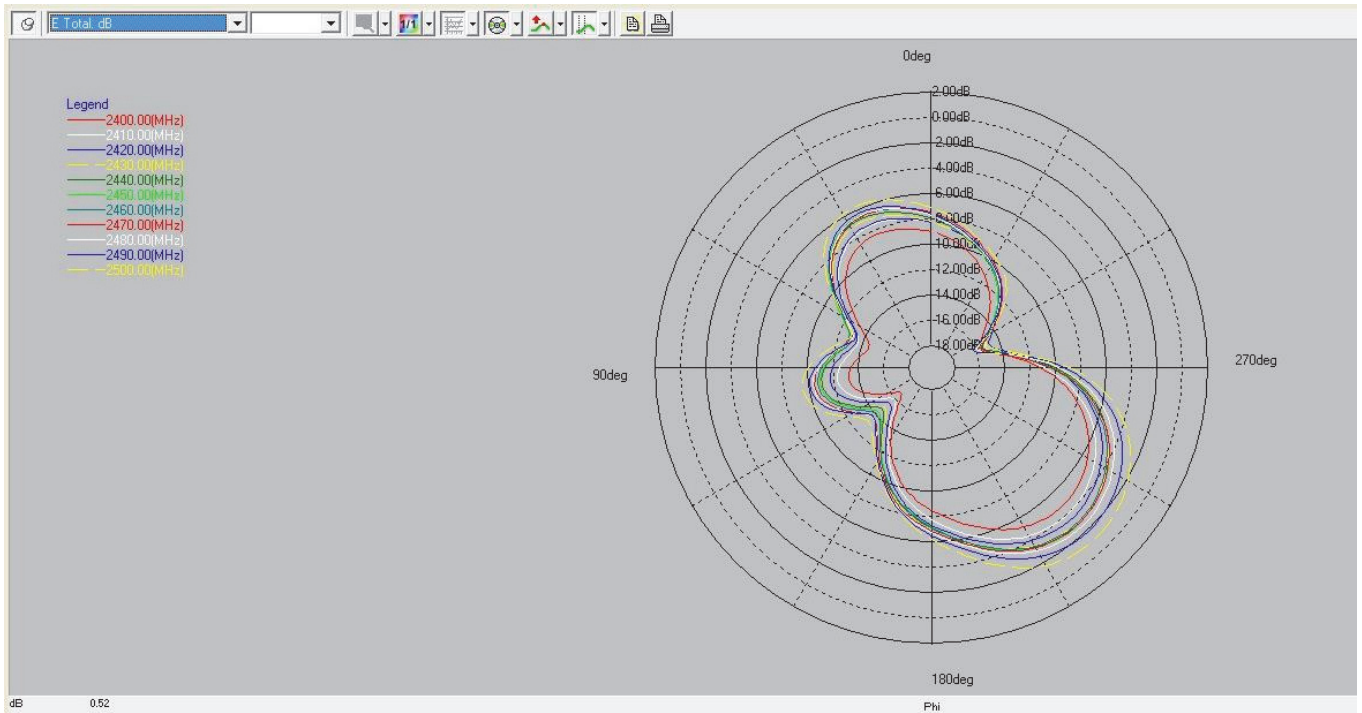 E Total. dB
1/1
0deg
Legend
2400.00(MHz)
2410.00(MHz)
2420.00(MHz)
2430.00(MHz)
2440.00(MHz)
2450.00(MHz)
2460.00(MHz)
2470.00(MHz)
2480.00(MHz)
2490.00(MHz)
2500.00(MHz)
2.00dB
0.00dB
2.00dB
4.00dB
6.00dB
8.00dB
10.00dB
12.00dB
14.00dB
16.00dB
18.00dB
90deg
270deg
180deg
dB 0.52 Phi